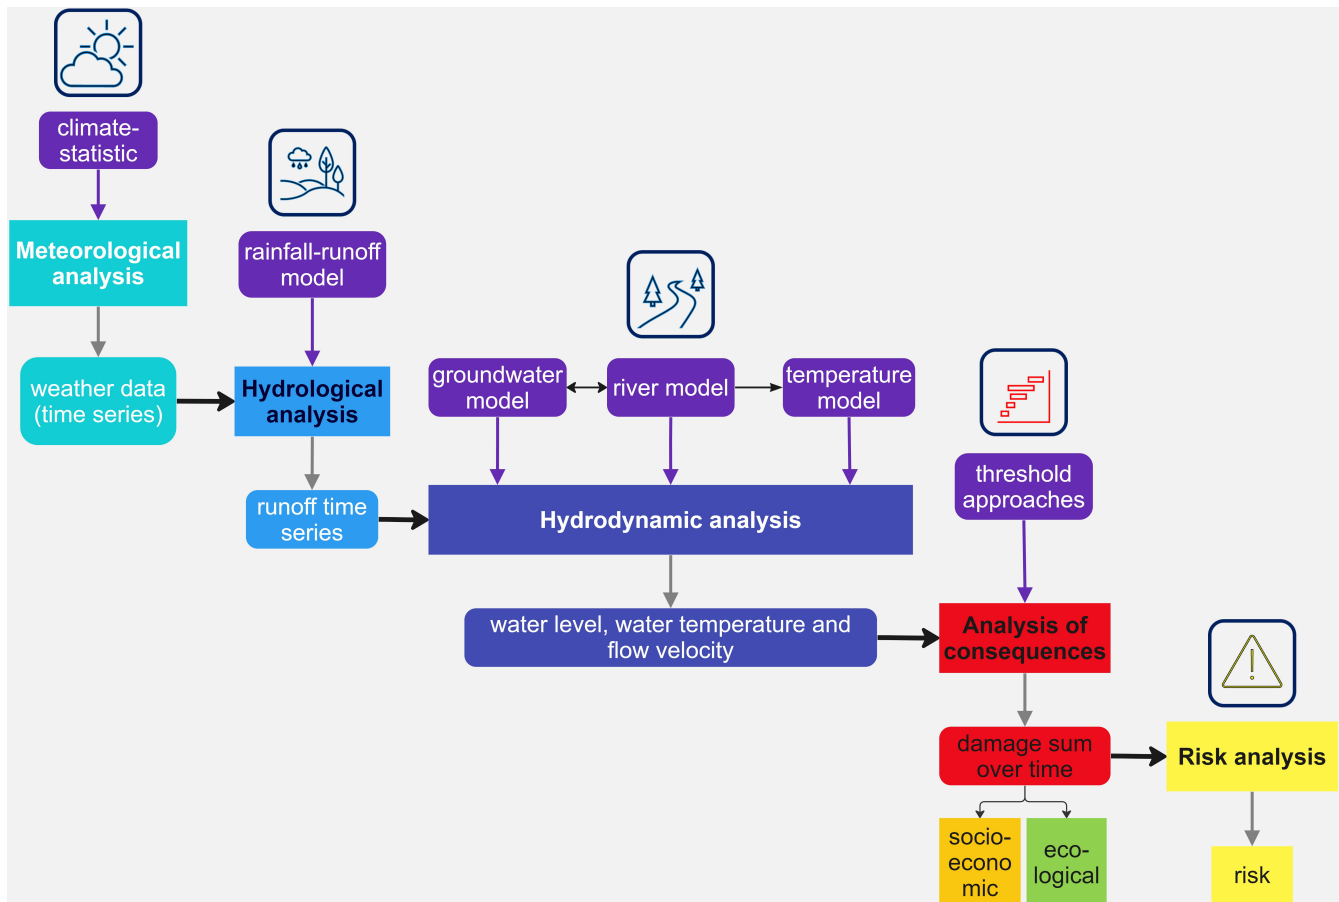 climate-
statistic
Meteorological
analysis
weather data
(time series)
rainfall-runoff
model
Hydrological
analysis
runoff time
series
groundwater
model
river model
temperature
model
Hydrodynamic analysis
water level, water temperature and
flow velocity
threshold
approaches
Analysis of
consequences
damage sum
over time
socio-
econo
mic
eco-
logical
Risk analysis
risk